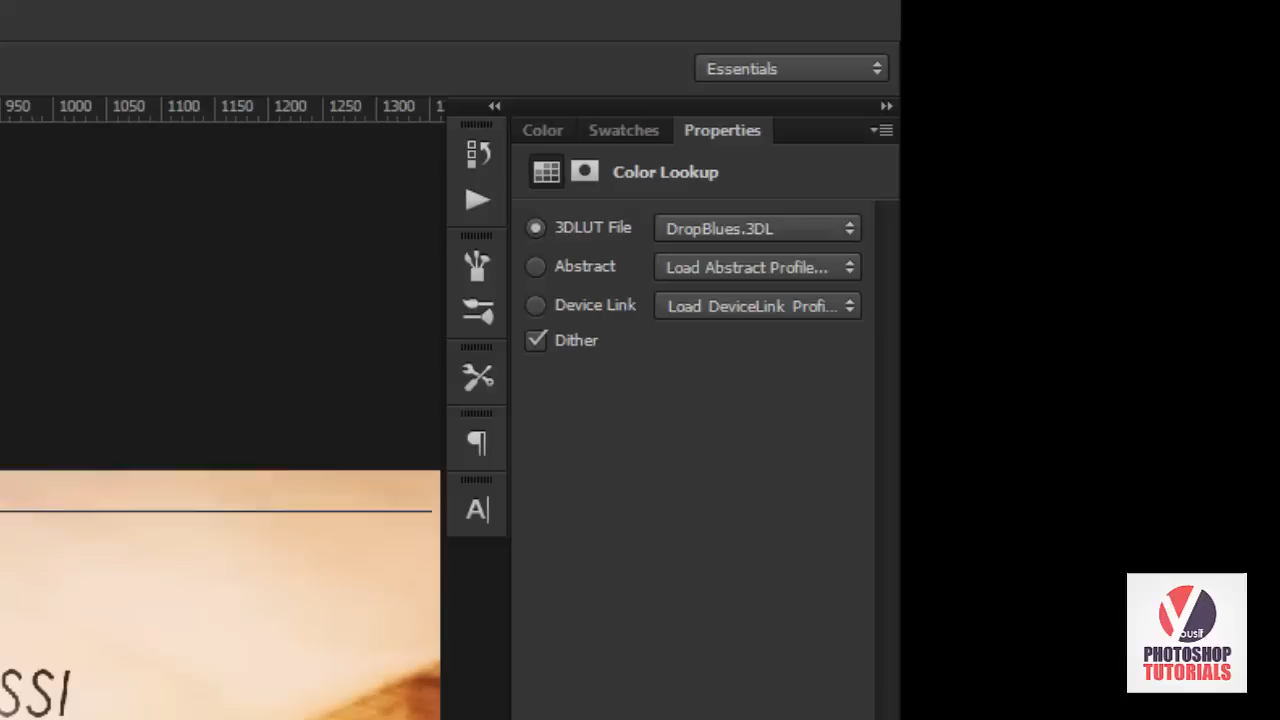 Essentials
950 1000 1050 1100 1150 1200 1250 1300 1
Color Swatches Properties
Color Lookup
3DLUT File DropBlues.3DL
Abstract Load Abstract Profile...
Device Link Load DeviceLink Profi...
Dither
A
SSI
Yousif
PHOTOSHOP
TUTORIALS